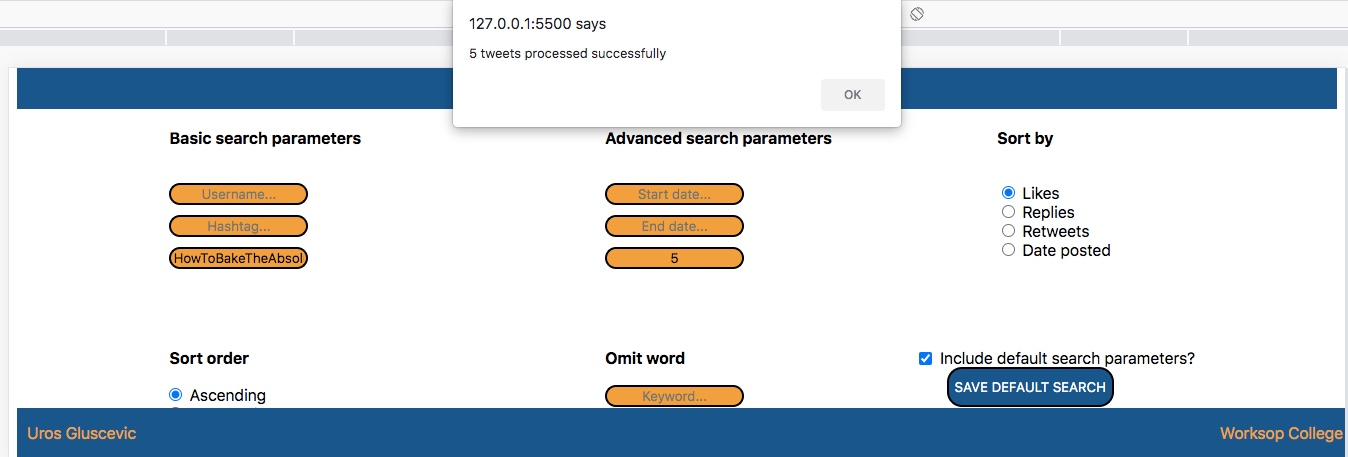 127.0.0.1:5500 says
5 tweets processed successfully
OK
Basic search parameters
Advanced search parameters
Sort by
Username...
Start date...
Likes
Hashtag...
End date...
Replies
HowToBakeTheAbsol
5
Retweets
Date posted
Sort order
Omit word
Include default search parameters?
Ascending
Keyword...
SAVE DEFAULT SEARCH
Uros Gluscevic
Worksop College